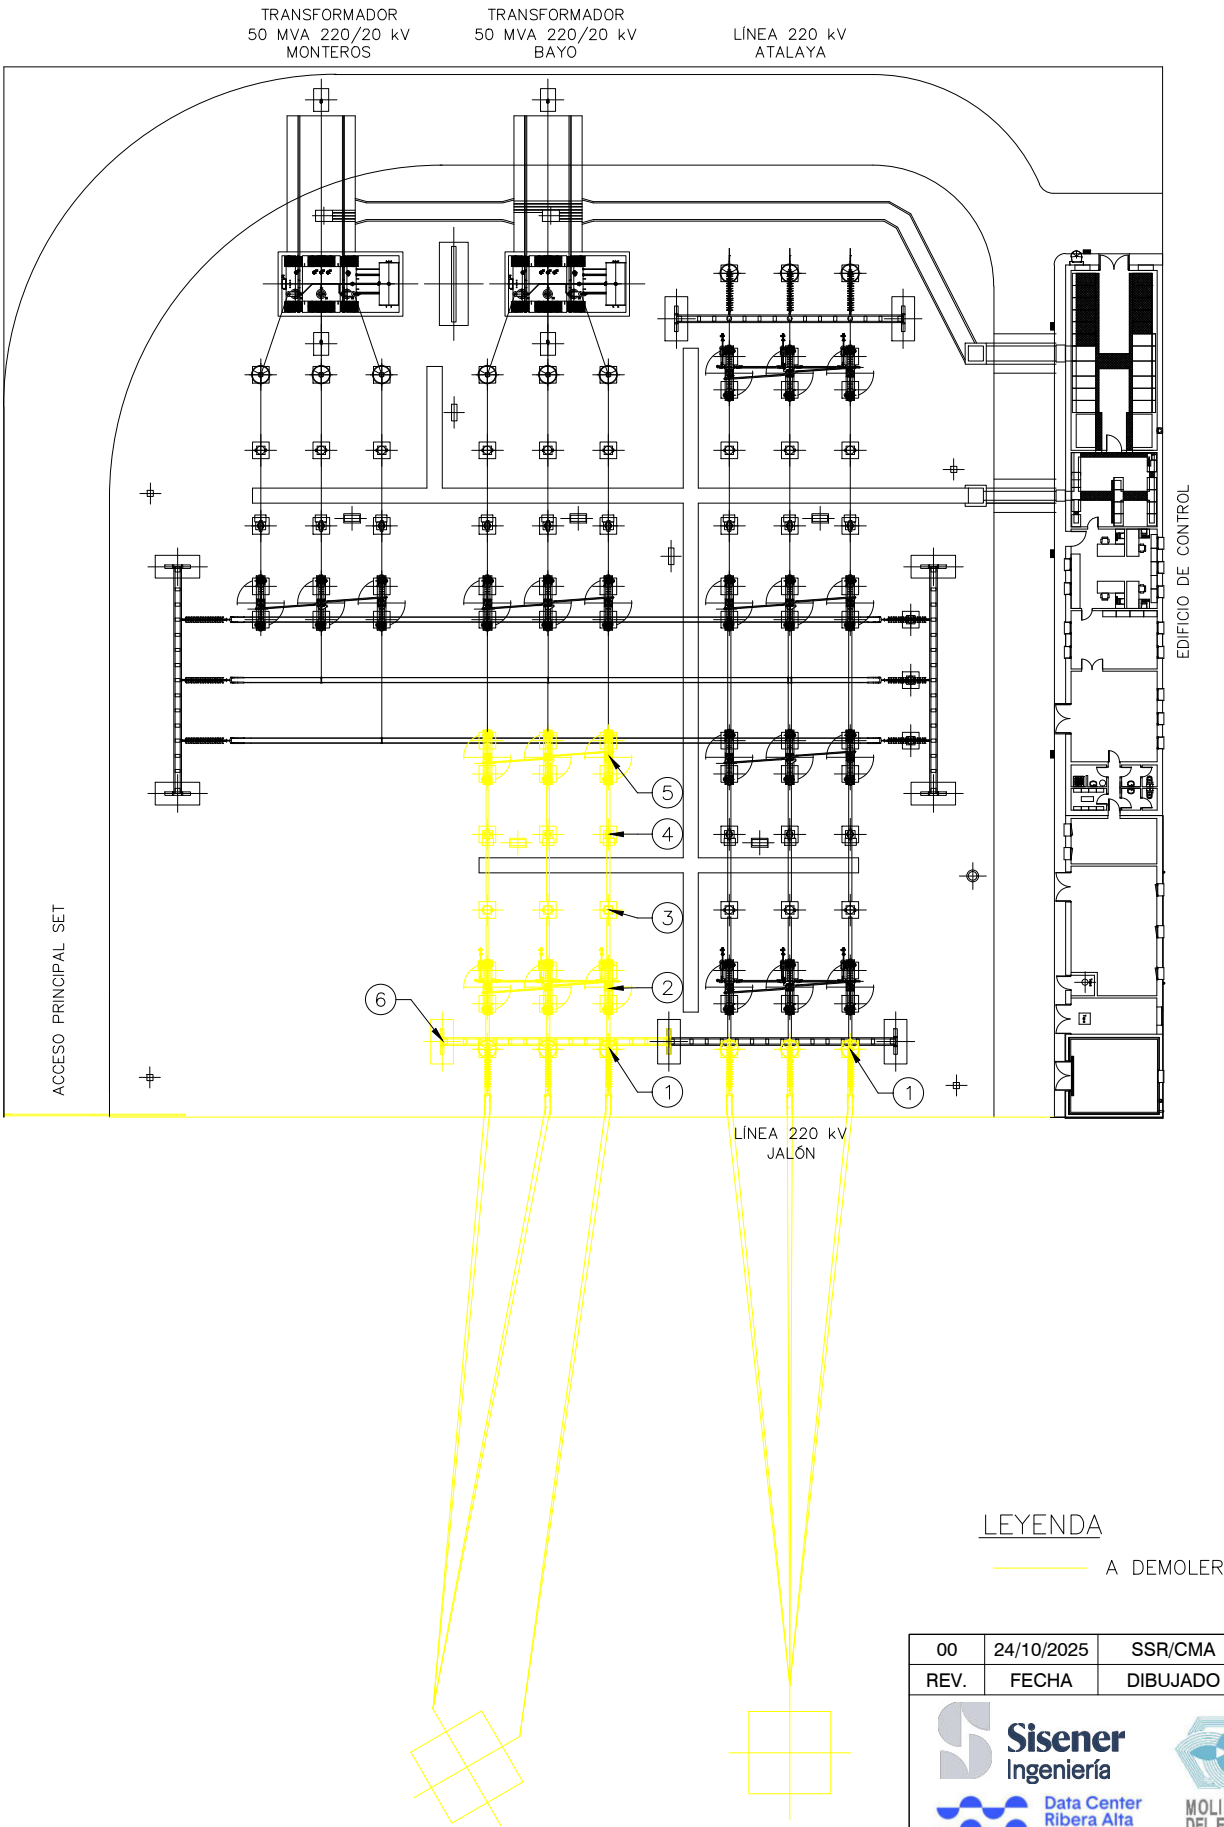 TRANSFORMADOR
50 MVA 220/20 kV
MONTEROS
TRANSFORMADOR
50 MVA 220/20 kV
BAYO
LÍNEA 220 kV
ATALAYA
EDIFICIO DE CONTROL
ACCESO PRINCIPAL SET
5
4
3
2
6
1
1
LÍNEA 220 kV
JALÓN
LEYENDA
A DEMOLER
00 24/10/2025 SSR/CMA
REV. FECHA DIBUJADO
Sisener
Ingeniería
Data Center
Ribera Alta